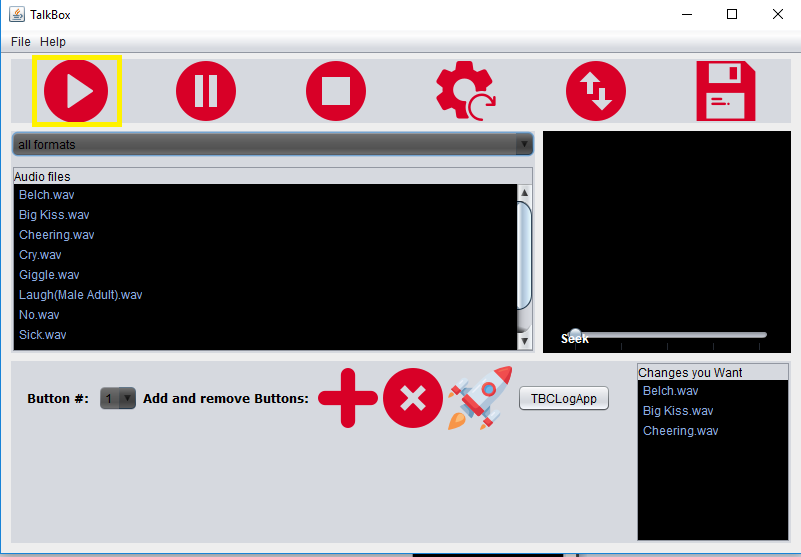 TalkBox
File Help
all formats
Audio files
Belch.wav
Big Kiss.wav
Cheering.wav
Cry.wav
Giggle.wav
Laugh(Male Adult).wav
No.wav
Sick.wav
Seek
Button #: 1 Add and remove Buttons: TBCLogApp
Changes you Want
Belch.wav
Big Kiss.wav
Cheering.wav